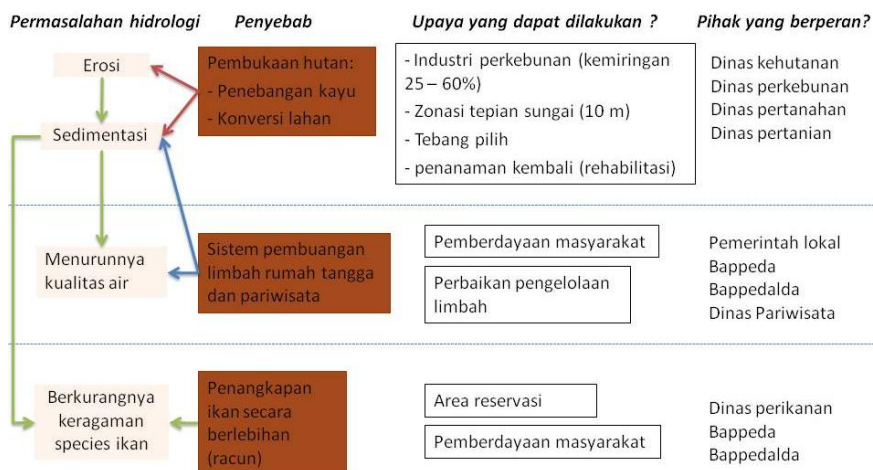 Permasalahan hidrologi
Penyebab
Upaya yang dapat dilakukan ?
Pihak yang berperan?
Erosi
Sedimentasi
Pembukaan hutan:
- Penebangan kayu
- Konversi lahan
- Industri perkebunan (kemiringan
25 – 60%)
- Zonasi tepian sungai (10 m)
- Tebang pilih
- penanaman kembali (rehabilitasi)
Dinas kehutanan
Dinas perkebunan
Dinas pertanahan
Dinas pertanian
Menurunnya
kualitas air
Sistem pembuangan
limbah rumah tangga
dan pariwisata
Pemberdayaan masyarakat
Perbaikan pengelolaan
limbah
Pemerintah lokal
Bappeda
Bappedalda
Dinas Pariwisata
Berkurangnya
keragaman
species ikan
Penangkapan
ikan secara
berlebihan
(racun)
Area reservasi
Pemberdayaan masyarakat
Dinas perikanan
Bappeda
Bappedalda